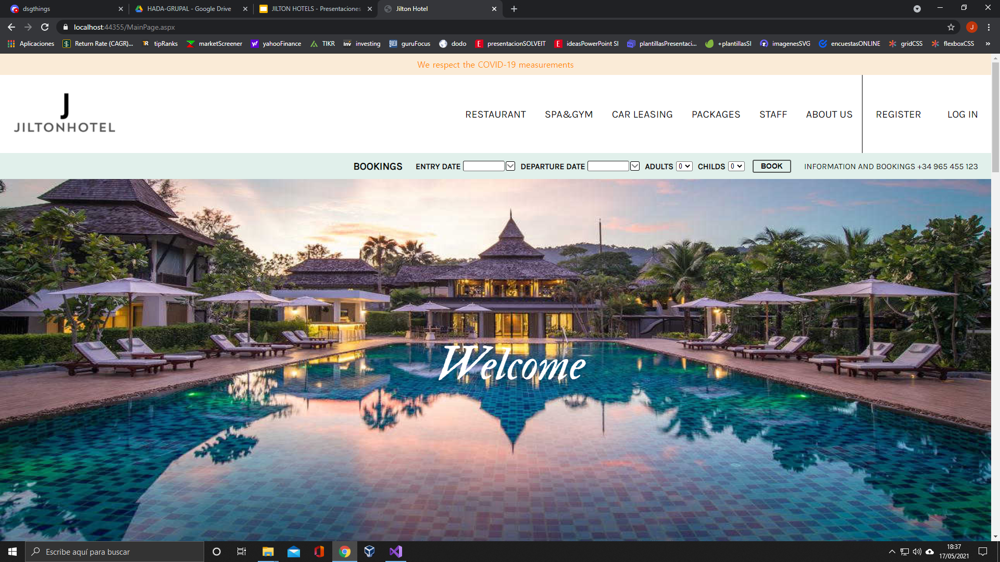 dsgthings
HADA-GRUPAL - Google Drive
JILTON HOTELS - Presentaciones
Jilton Hotel
localhost:44355/MainPage.aspx
J
Aplicaciones
Return Rate (CAGR)...
tipRanks
marketScreener
yahooFinance
TIKR
investing
guruFocus
dodo
presentacionSOLVEIT
ideasPowerPoint SI
plantillasPresentaci...
+plantillasSI
imagenesSVG
encuestasONLINE
gridCSS
flexboxCSS
»
We respect the COVID-19 measurements
J
JILTONHOTEL
RESTAURANT
SPA&GYM
CAR LEASING
PACKAGES
STAFF
ABOUT US
REGISTER
LOG IN
BOOKINGS
ENTRY DATE
DEPARTURE DATE
ADULTS 0
CHILDS 0
BOOK
INFORMATION AND BOOKINGS +34 965 455 123
Welcome
Escribe aquí para buscar
18:37
17/05/2021